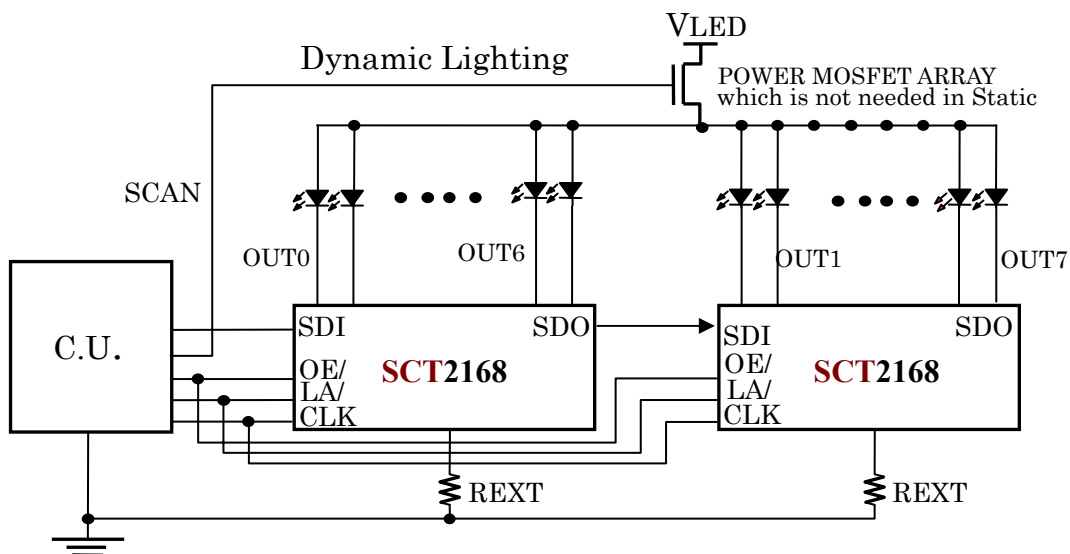 VLED
Dynamic Lighting
POWER MOSFET ARRAY
which is not needed in Static
SCAN
OUT0
OUT6
OUT1
OUT7
C.U.
SDI
SDO
OE/
LA/
CLK
SCT2168
SDI
SDO
OE/
LA/
CLK
SCT2168
REXT
REXT